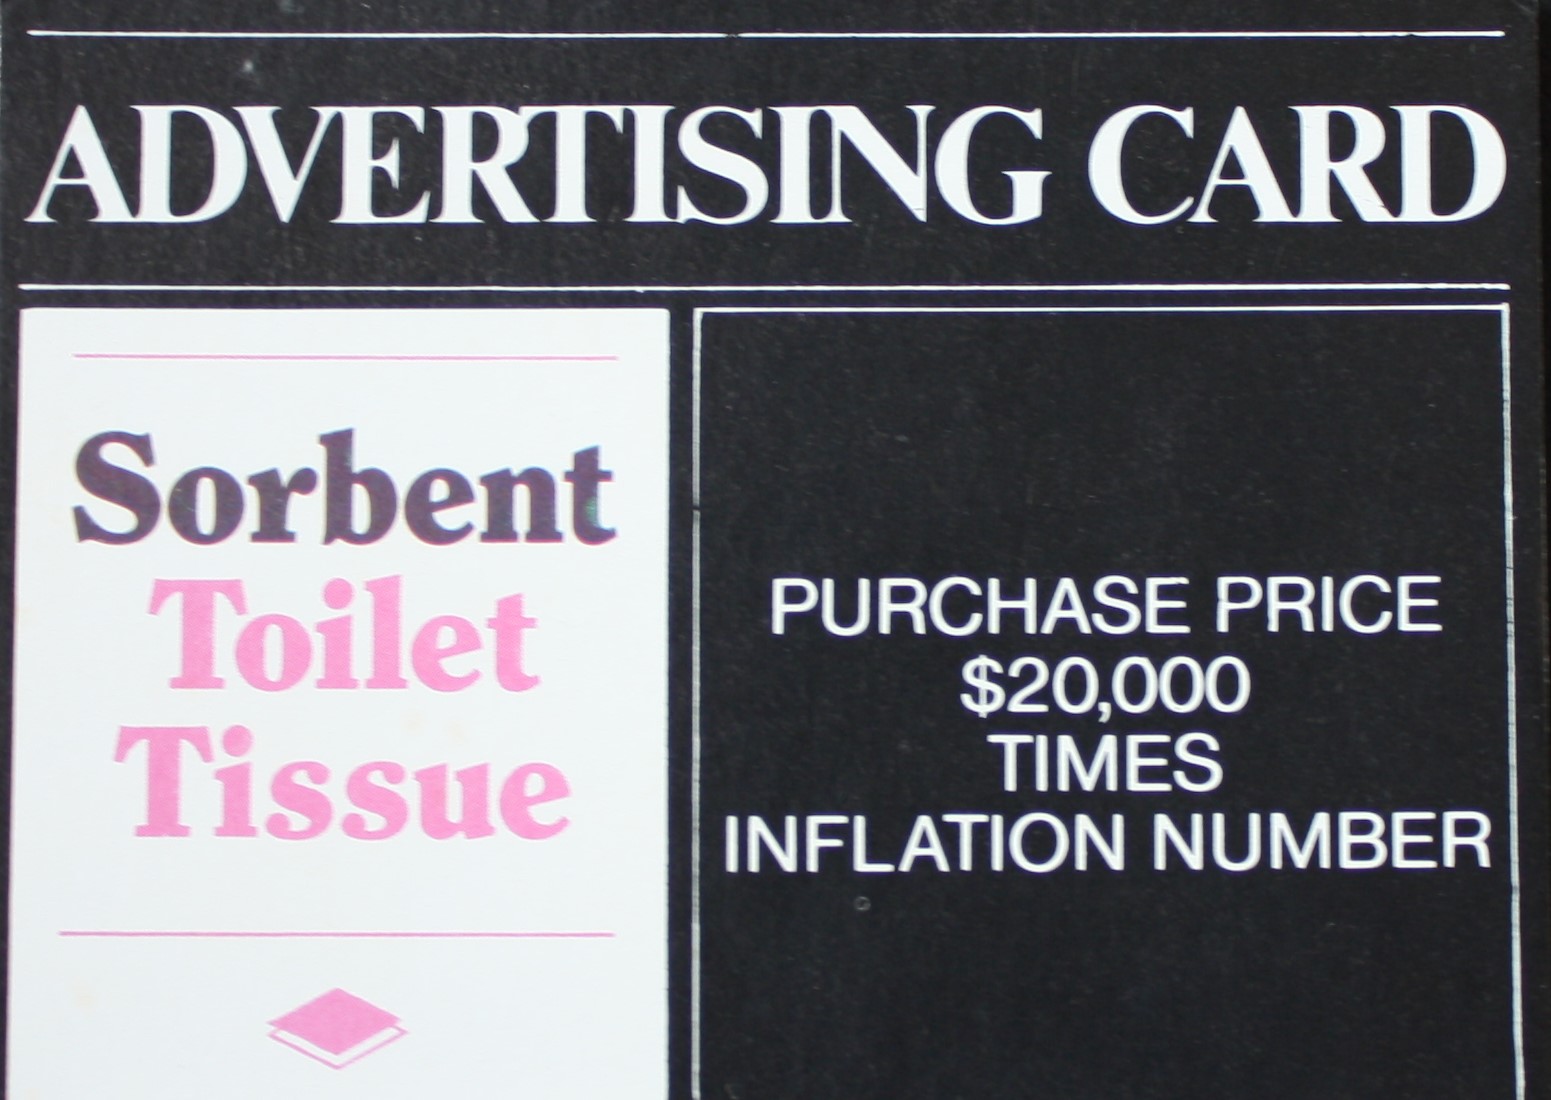 ADVERTISING CARD
Sorbent
Toilet
Tissue
PURCHASE PRICE
$20,000
TIMES
INFLATION NUMBER